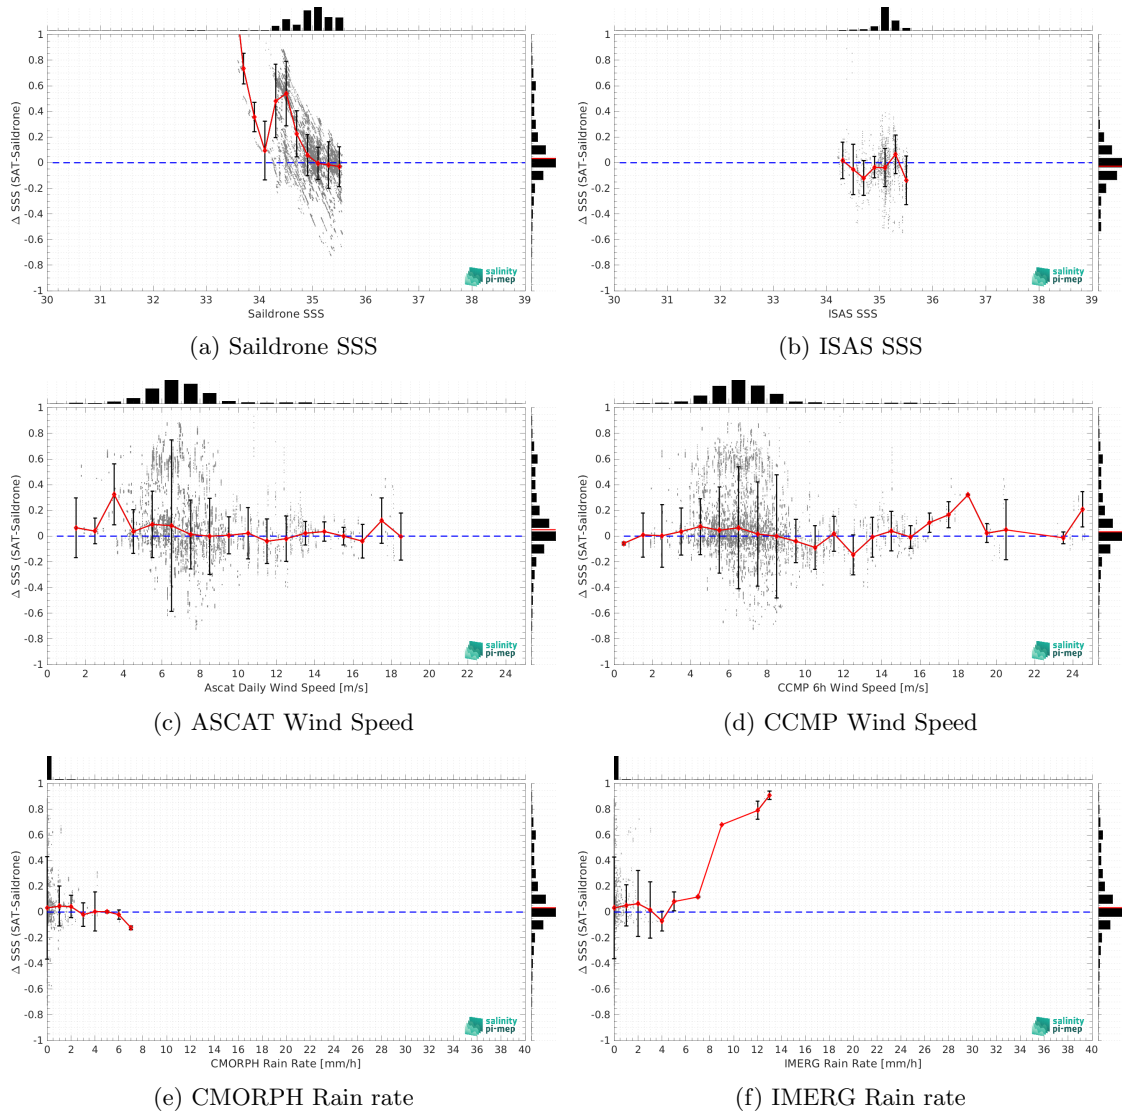 1
0.8
0.6
0.4
0.2
0
-0.2
-0.4
-0.6
-0.8
-1
Δ SSS (SAT-Saildrone)
30 31 32 33 34 35 36 37 38 39
Saildrone SSS
salinity
pi-mep
(a) Saildrone SSS
1
0.8
0.6
0.4
0.2
0
-0.2
-0.4
-0.6
-0.8
-1
Δ SSS (SAT-Saildrone)
30 31 32 33 34 35 36 37 38 39
ISAS SSS
salinity
pi-mep
(b) ISAS SSS
1
0.8
0.6
0.4
0.2
0
-0.2
-0.4
-0.6
-0.8
-1
Δ SSS (SAT-Saildrone)
0 2 4 6 8 10 12 14 16 18 20 22 24
Ascat Daily Wind Speed [m/s]
salinity
pi-mep
(c) ASCAT Wind Speed
1
0.8
0.6
0.4
0.2
0
-0.2
-0.4
-0.6
-0.8
-1
Δ SSS (SAT-Saildrone)
0 2 4 6 8 10 12 14 16 18 20 22 24
CCMP 6h Wind Speed [m/s]
salinity
pi-mep
(d) CCMP Wind Speed
1
0.8
0.6
0.4
0.2
0
-0.2
-0.4
-0.6
-0.8
-1
Δ SSS (SAT-Saildrone)
0 2 4 6 8 10 12 14 16 18 20 22 24 26 28 30 32 34 36 38 40
CMORPH Rain Rate [mm/h]
salinity
pi-mep
(e) CMORPH Rain rate
1
0.8
0.6
0.4
0.2
0
-0.2
-0.4
-0.6
-0.8
-1
Δ SSS (SAT-Saildrone)
0 2 4 6 8 10 12 14 16 18 20 22 24 26 28 30 32 34 36 38 40
IMERG Rain Rate [mm/h]
salinity
pi-mep
(f) IMERG Rain rate